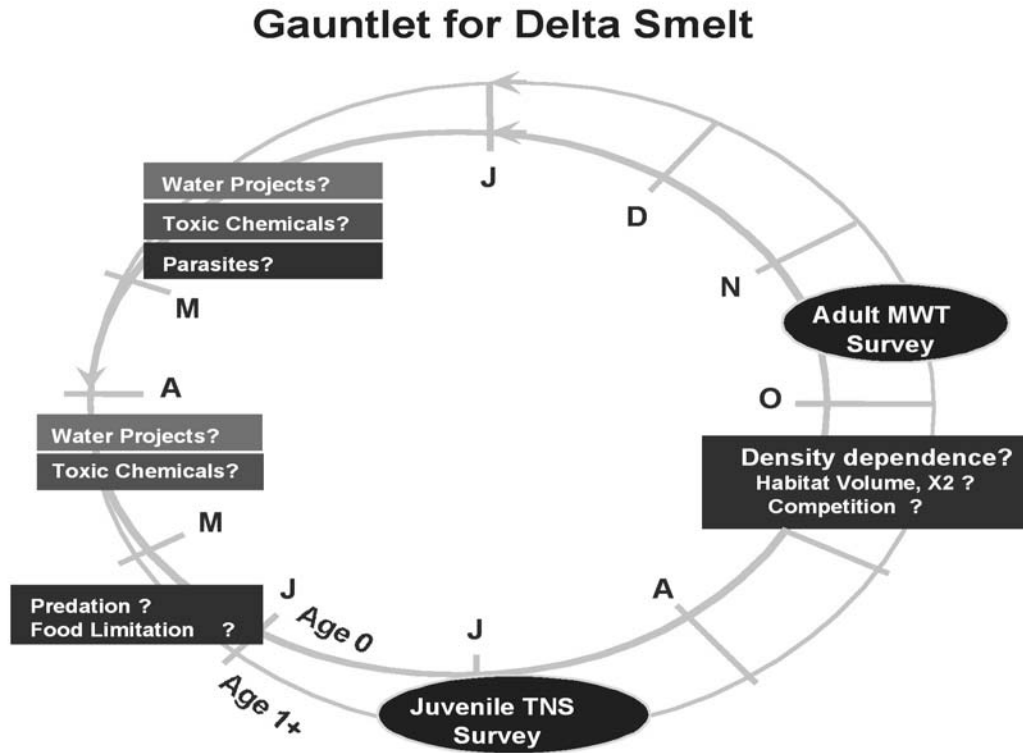 Gauntlet for Delta Smelt
J
D
N
Adult MWT
Survey
O
Density dependence?
Habitat Volume, X2 ?
Competition ?
A
J
Juvenile TNS
Survey
J
Age 0
Age 1+
Predation ?
Food Limitation ?
M
Water Projects?
Toxic Chemicals?
A
M
Water Projects?
Toxic Chemicals?
Parasites?